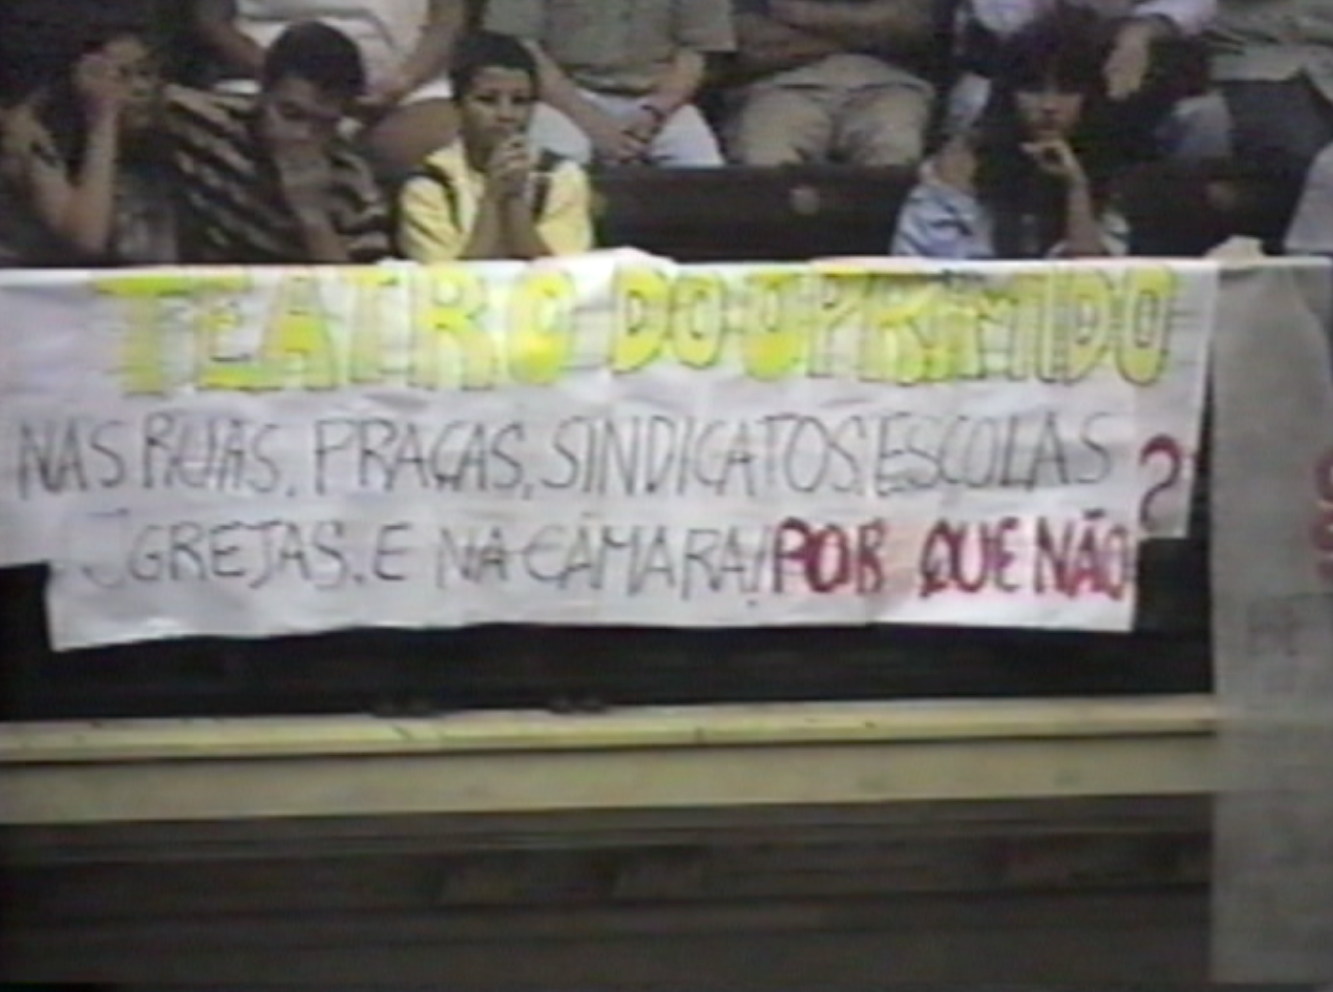 TEATRO DO OPRIMIDO
NAS RUAS, PRAÇAS, SINDICATOS, ESCOLAS
IGREJAS. E NA CÂMARA! POR QUE NÃO?